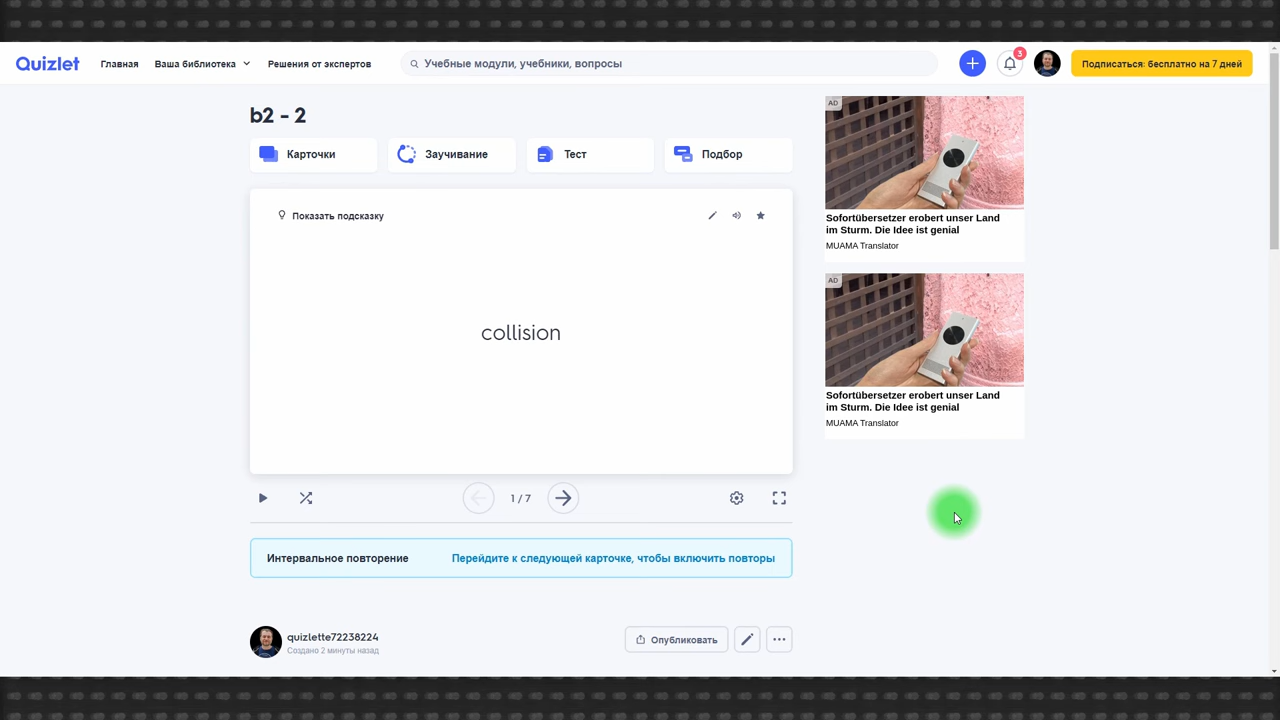 Quizlet
Главная
Ваша библиотека
Решения от экспертов
Учебные модули, учебники, вопросы
3
Подписаться: бесплатно на 7 дней
b2 - 2
Карточки
Заучивание
Тест
Подбор
Показать подсказку
collision
1 / 7
Интервальное повторение
Перейдите к следующей карточке, чтобы включить повторы
quizlette72238224
Создано 2 минуты назад
Опубликовать
AD
Sofortübersetzer erobert unser Land
im Sturm. Die Idee ist genial
MUAMA Translator
AD
Sofortübersetzer erobert unser Land
im Sturm. Die Idee ist genial
MUAMA Translator